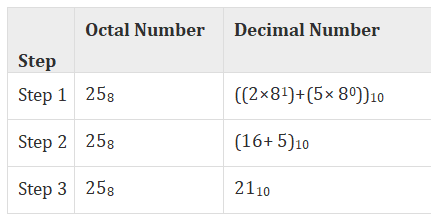 Step Octal Number Decimal Number
Step 1 25₈ ((2×8¹)+(5× 8⁰))₁₀
Step 2 25₈ (16+ 5)₁₀
Step 3 25₈ 21₁₀